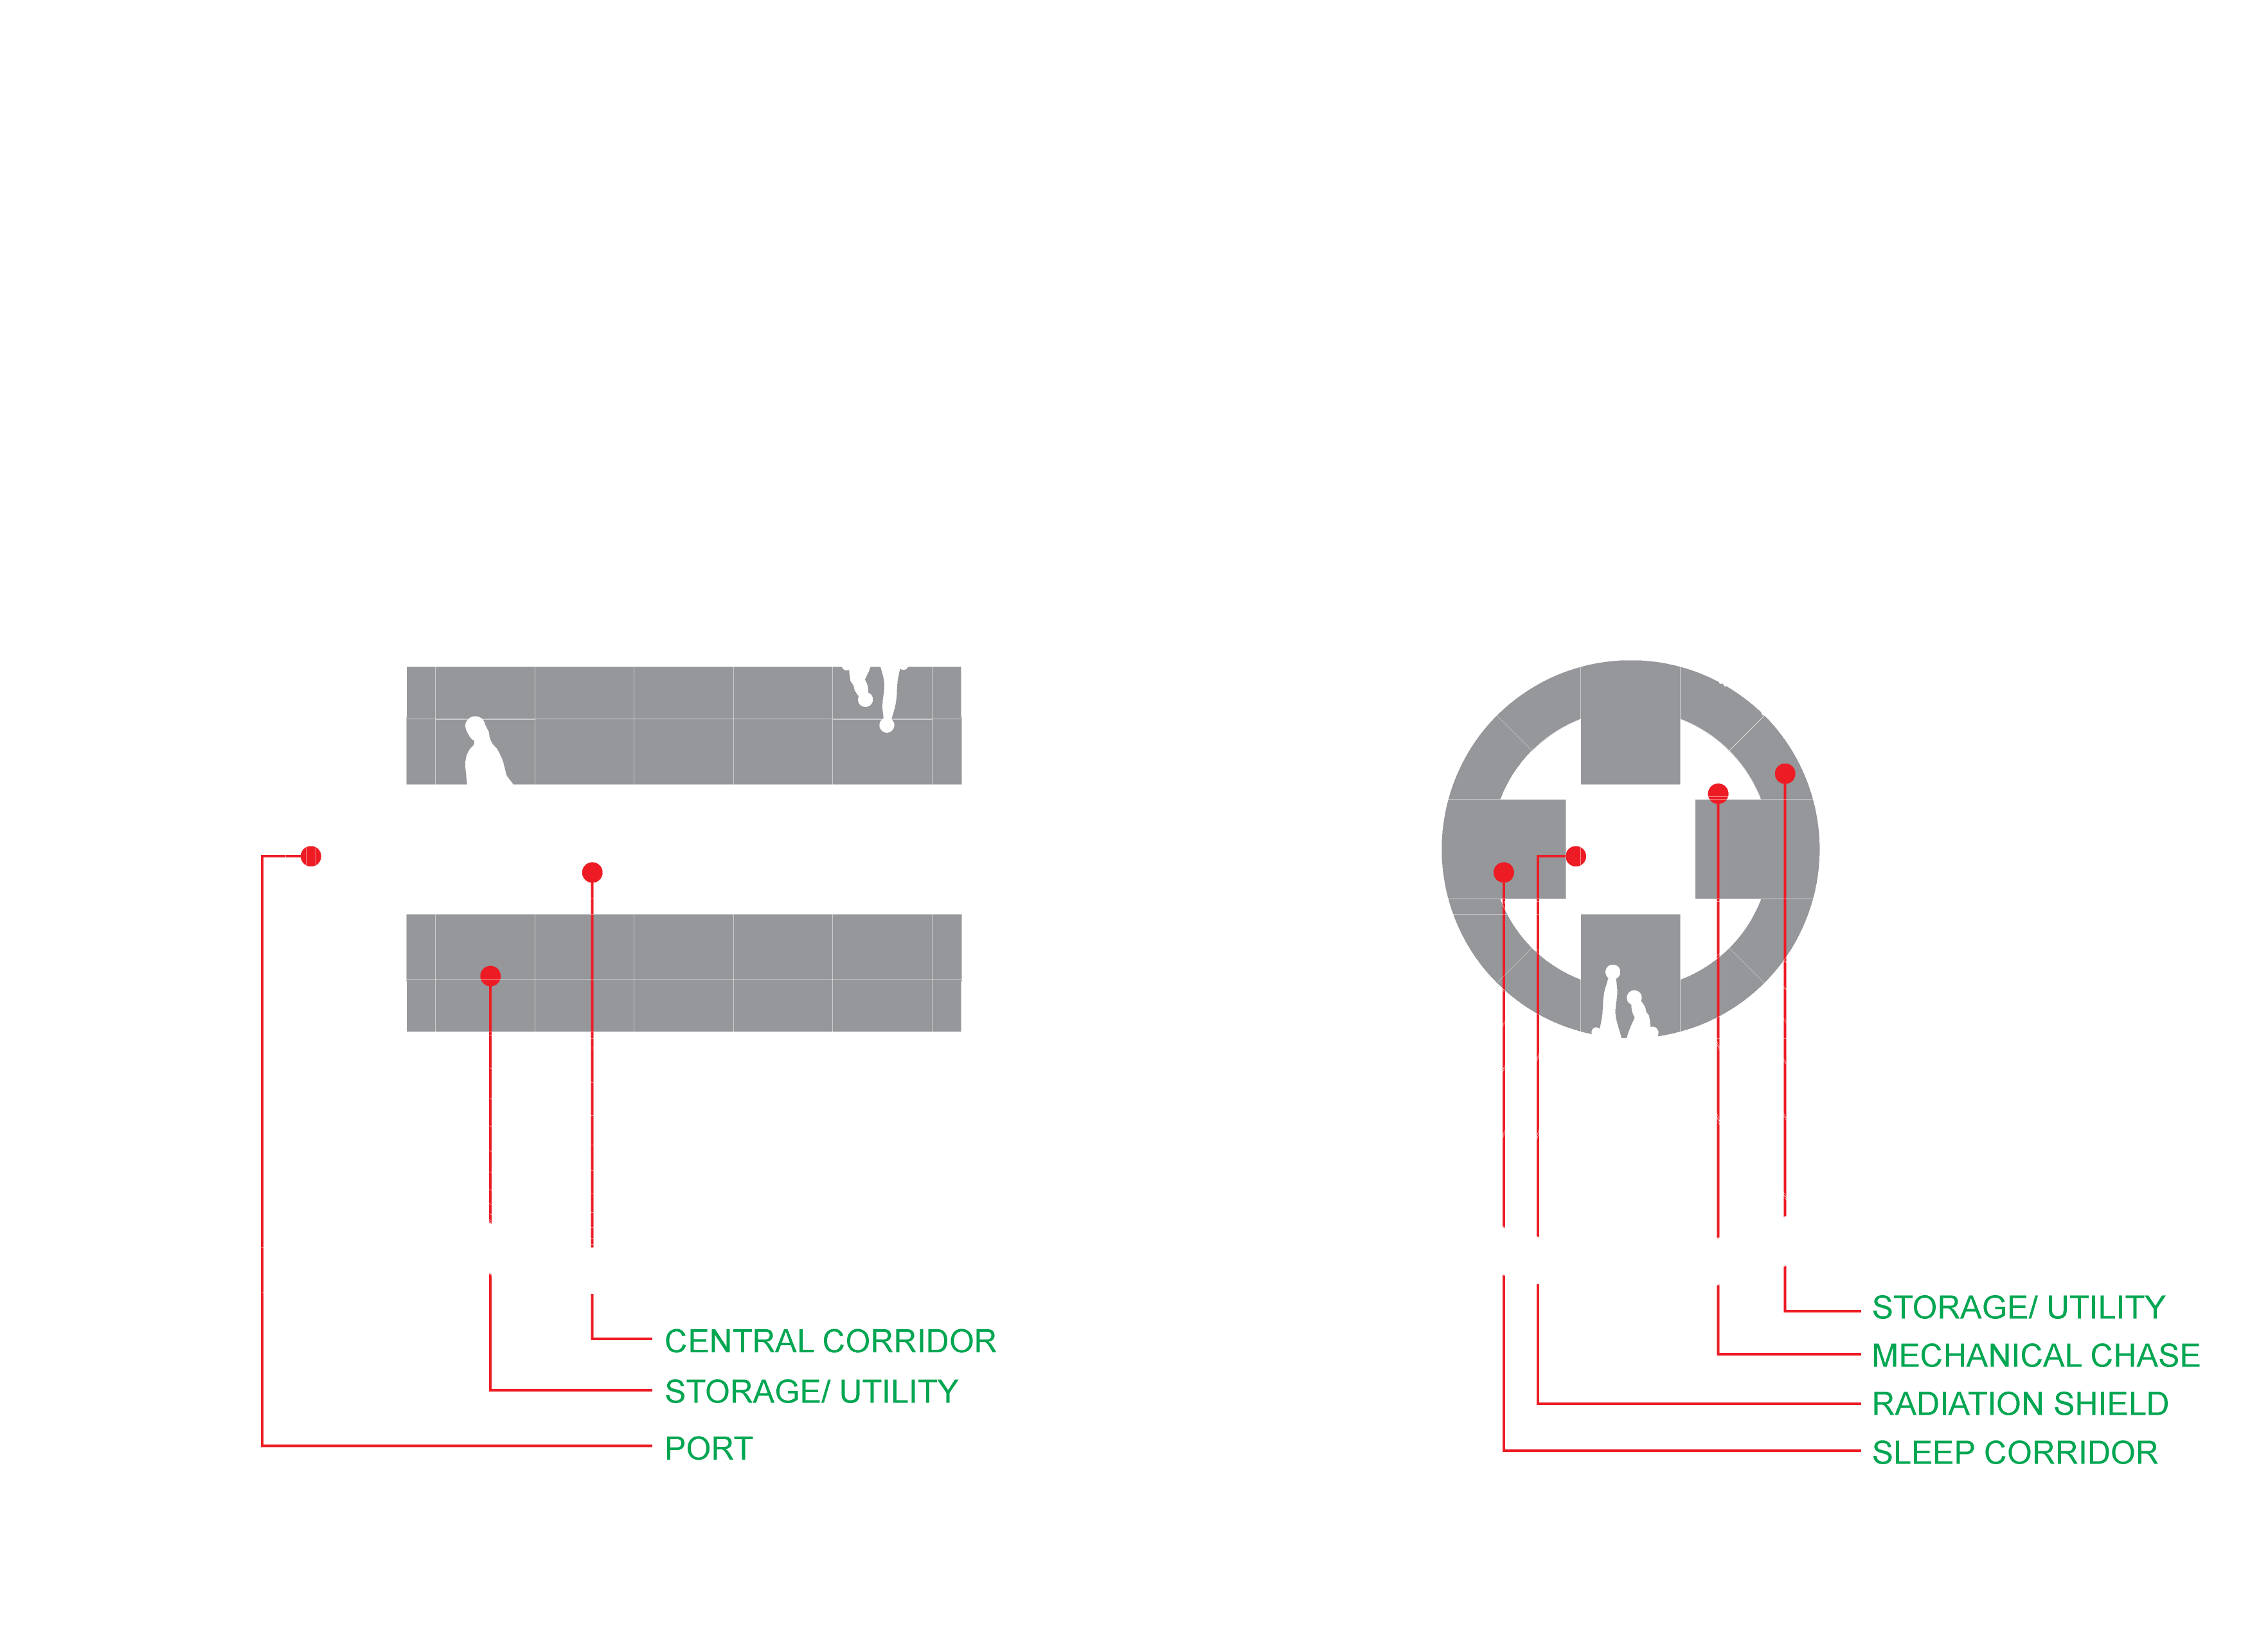 CENTRAL CORRIDOR
STORAGE/ UTILITY
PORT
STORAGE/ UTILITY
MECHANICAL CHASE
RADIATION SHIELD
SLEEP CORRIDOR